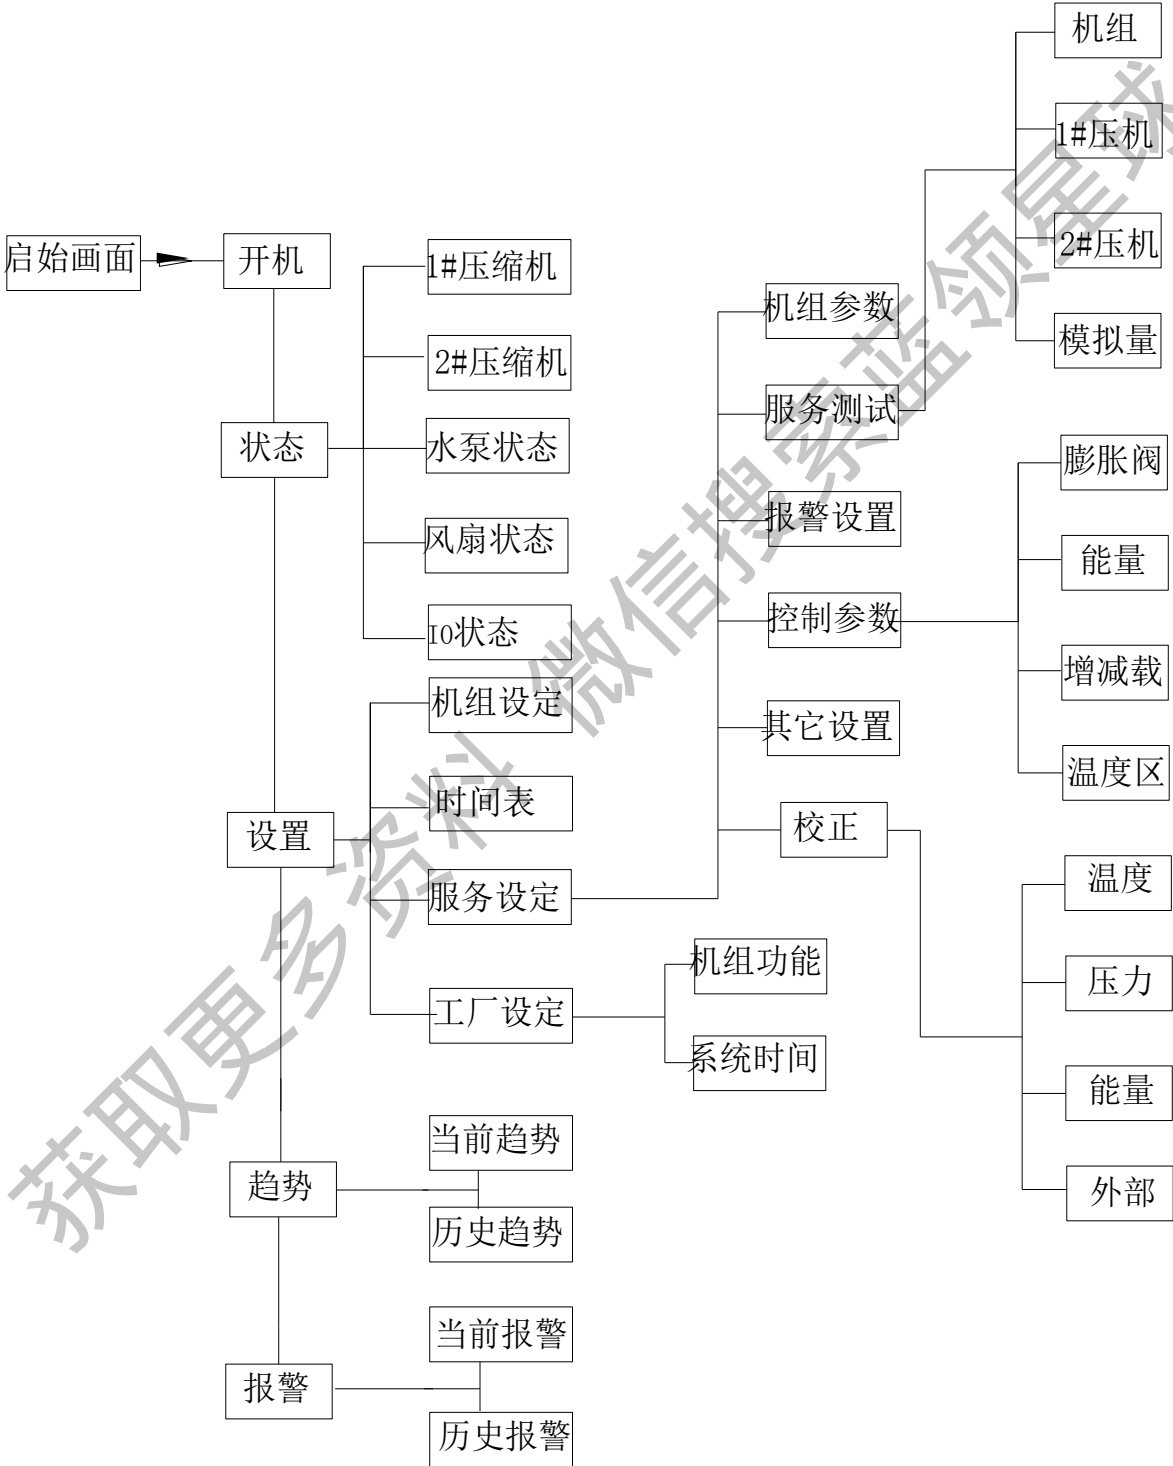 启始画面
开机
状态
1#压缩机
2#压缩机
水泵状态
风扇状态
IO状态
设置
机组设定
时间表
服务设定
工厂设定
机组参数
服务测试
报警设置
控制参数
其它设置
校正
机组
1#压机
2#压机
模拟量
膨胀阀
能量
增减载
温度区
温度
压力
能量
外部
机组功能
系统时间
趋势
当前趋势
历史趋势
报警
当前报警
历史报警
获取更多资料 微信搜索蓝领星球